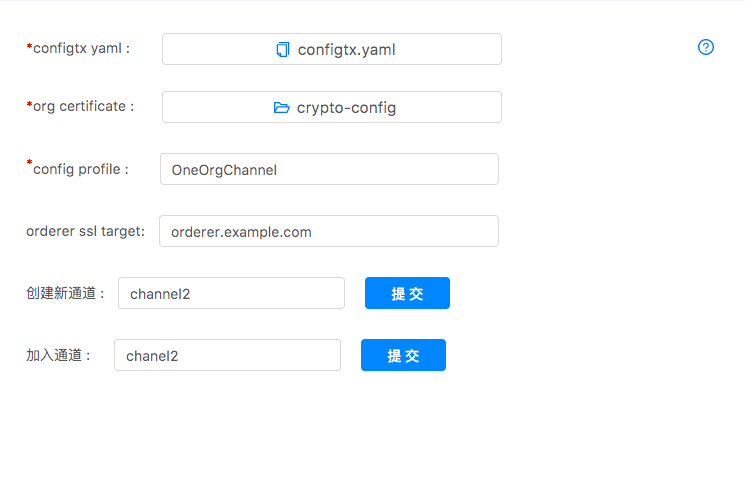 *configtx yaml : configtx.yaml
*org certificate : crypto-config
*config profile : OneOrgChannel
orderer ssl target: orderer.example.com
创建新通道 : channel2 提 交
加入通道 : chanel2 提 交